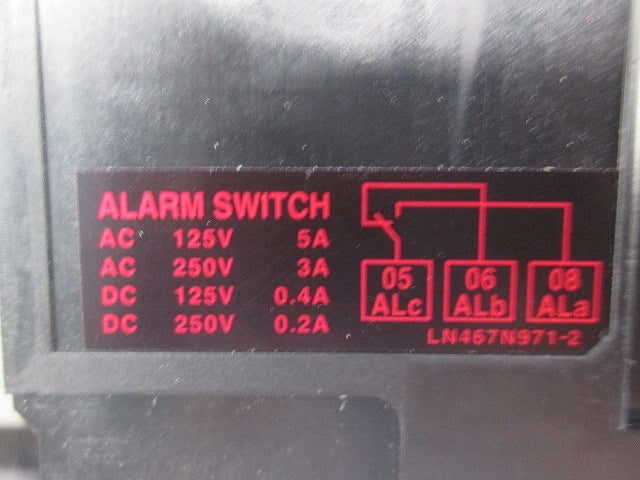 ALARM SWITCH
AC 125V 5A
AC 250V 3A
DC 125V 0.4A
DC 250V 0.2A
05 06 08
ALc ALb ALa
LN467N971-2